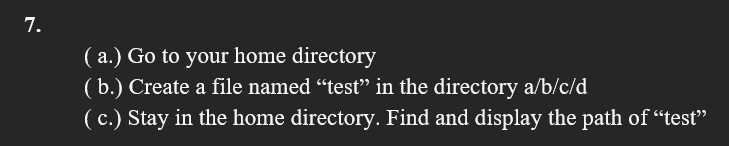 7.
( a.) Go to your home directory
( b.) Create a file named “test” in the directory a/b/c/d
( c.) Stay in the home directory. Find and display the path of “test”